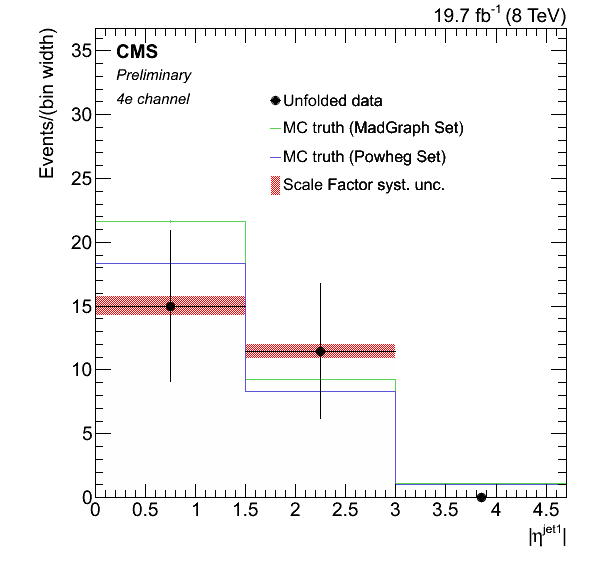 19.7 fb⁻¹ (8 TeV)
CMS
Preliminary
4e channel
Unfolded data
MC truth (MadGraph Set)
MC truth (Powheg Set)
Scale Factor syst. unc.
Events/(bin width)
35
30
25
20
15
10
5
0
0 0.5 1 1.5 2 2.5 3 3.5 4 4.5
|η^jet1|